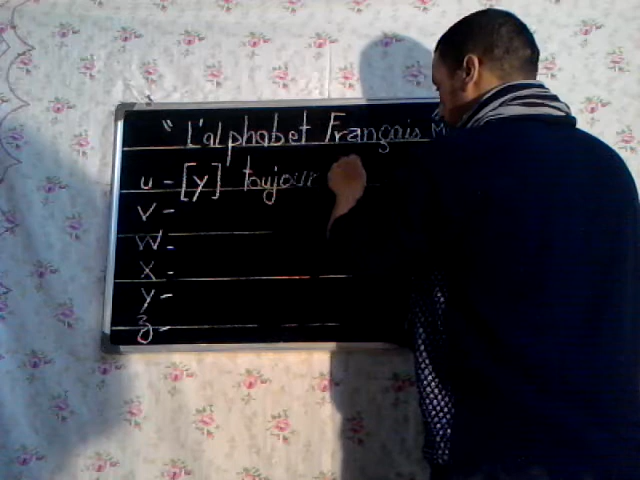 " L'alphabet Français
u - [y] toujour
v -
w -
x -
y -
z -